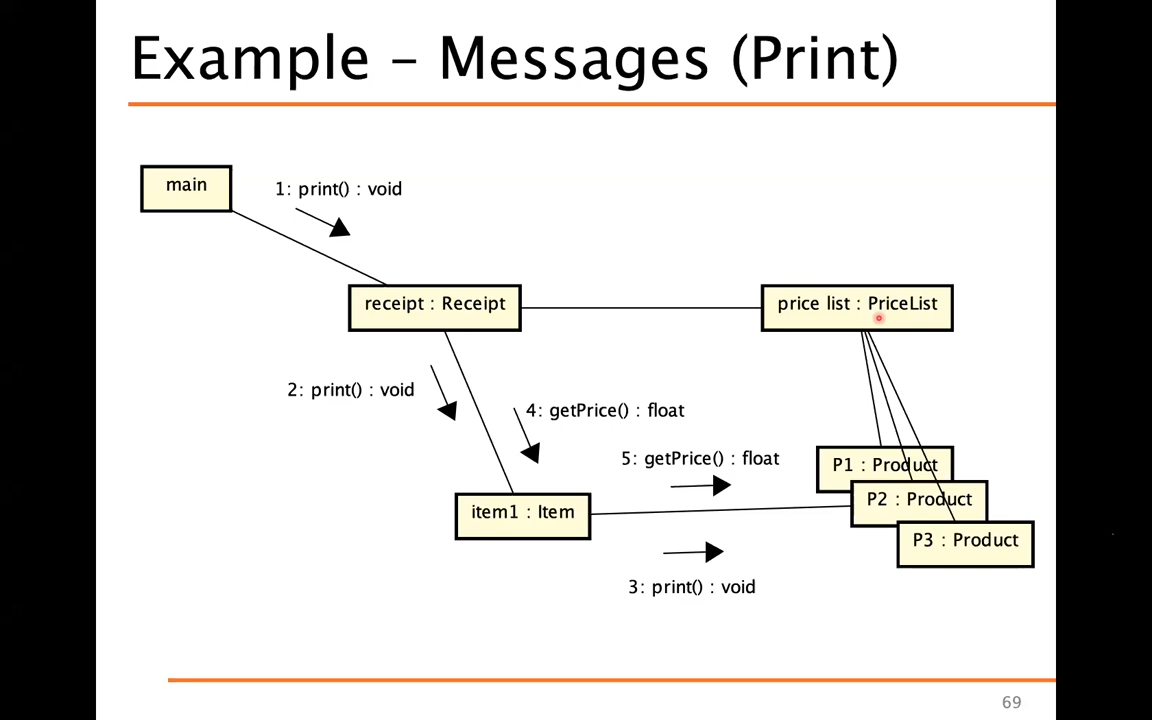 Example – Messages (Print)
main
1: print() : void
receipt : Receipt
price list : PriceList
2: print() : void
4: getPrice() : float
5: getPrice() : float
P1 : Product
P2 : Product
item1 : Item
P3 : Product
3: print() : void
69